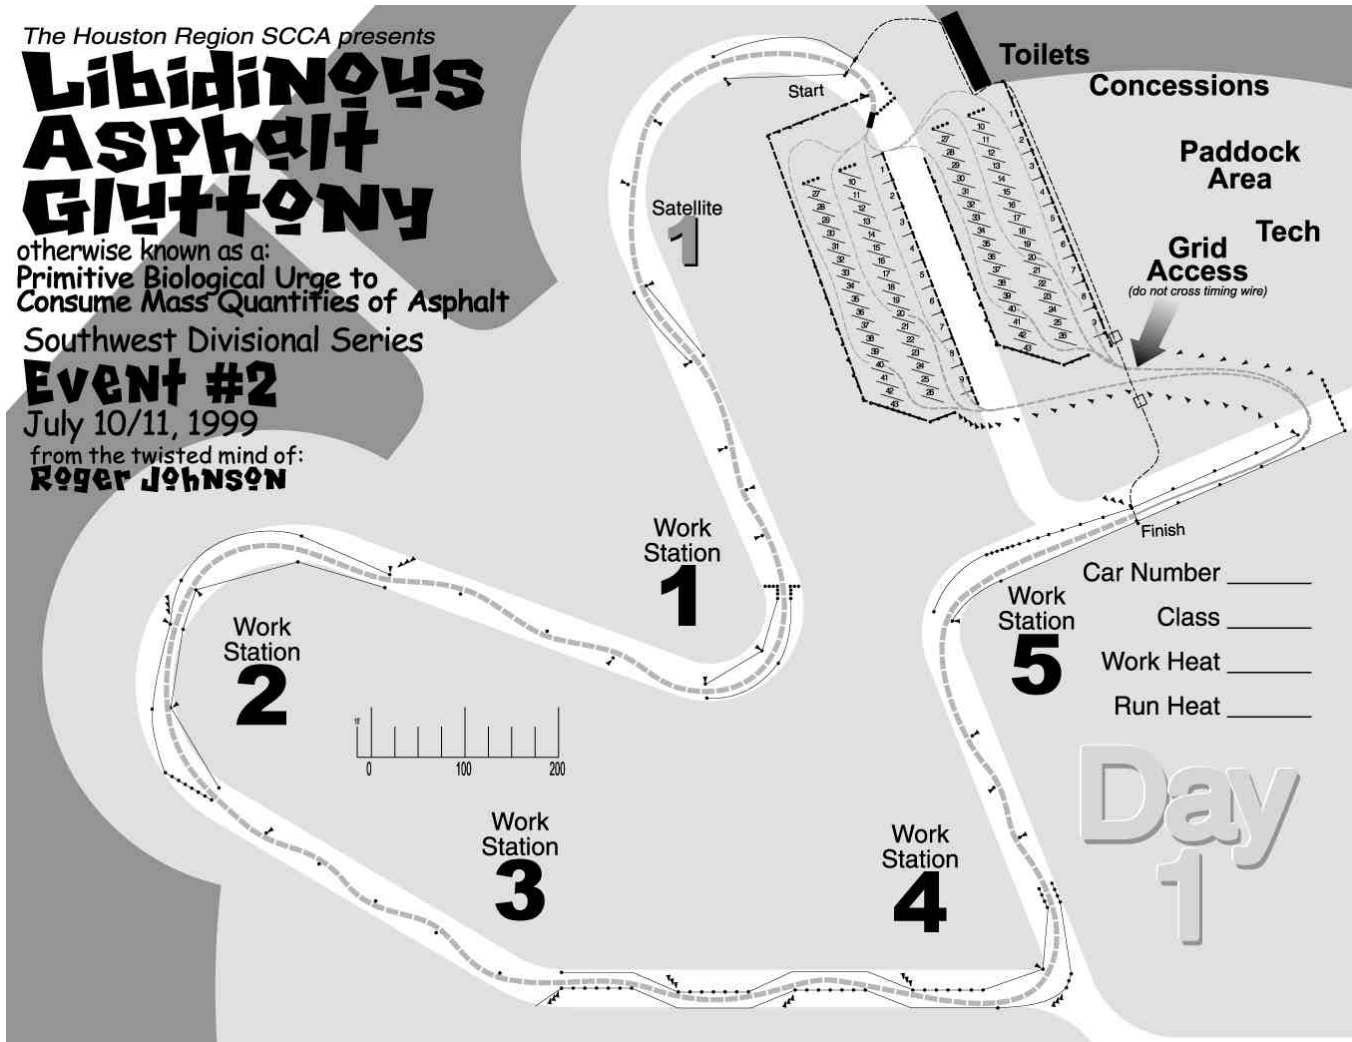 The Houston Region SCCA presents
Libidinous
Asphalt
Gluttony
otherwise known as a:
Primitive Biological Urge to
Consume Mass Quantities of Asphalt
Southwest Divisional Series
Event #2
July 10/11, 1999
from the twisted mind of:
Roger Johnson
Toilets
Concessions
Paddock
Area
Tech
Grid
Access
(do not cross timing wire)
Start
Satellite
1
Work
Station
1
Work
Station
2
Work
Station
3
Work
Station
4
Work
Station
5
Finish
Car Number
Class
Work Heat
Run Heat
Day
1
0 100 200